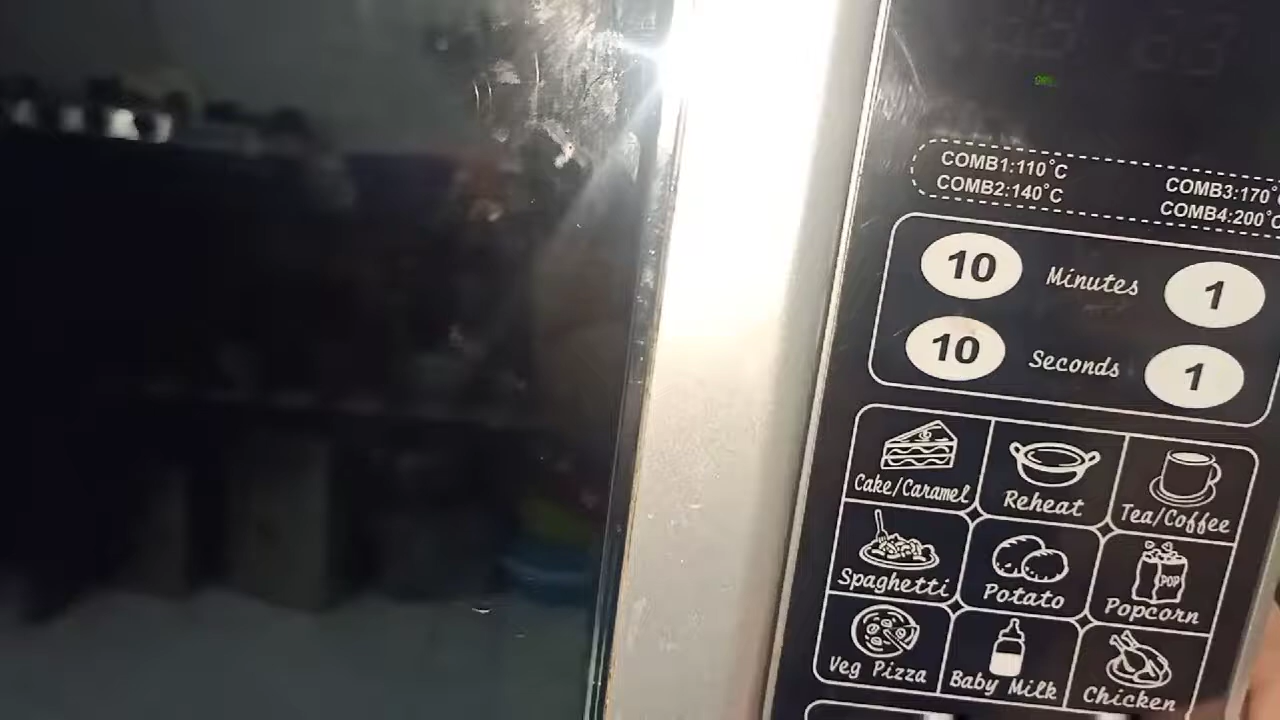 COMB1:110°C COMB3:170°C
COMB2:140°C COMB4:200°C
10 Minutes 1
10 Seconds 1
Cake/Caramel Reheat Tea/Coffee
Spaghetti Potato Popcorn
POP
Veg Pizza Baby Milk Chicken